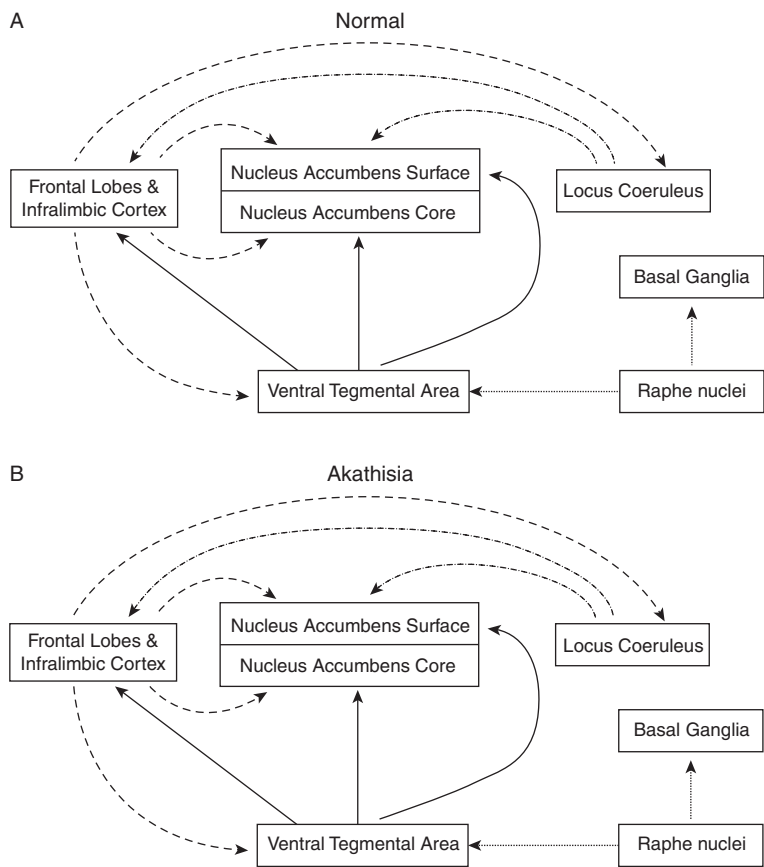 A
Normal
Nucleus Accumbens Surface
Nucleus Accumbens Core
Frontal Lobes &
Infralimbic Cortex
Locus Coeruleus
Basal Ganglia
Ventral Tegmental Area
Raphe nuclei
B
Akathisia
Nucleus Accumbens Surface
Nucleus Accumbens Core
Frontal Lobes &
Infralimbic Cortex
Locus Coeruleus
Basal Ganglia
Ventral Tegmental Area
Raphe nuclei